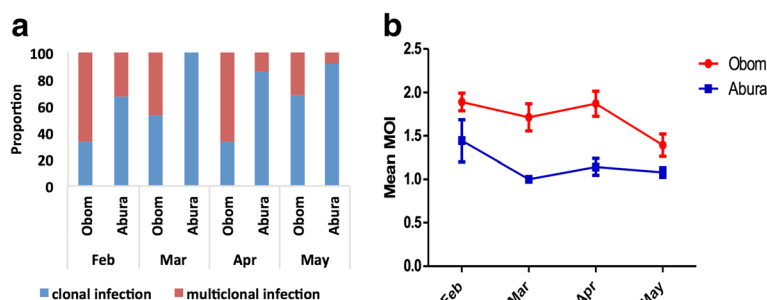 a
100
80
60
40
20
0
Proportion
Obom Abura Obom Abura Obom Abura Obom Abura
Feb Mar Apr May
clonal infection multiclonal infection
b
2.5
2.0
1.5
1.0
0.5
0.0
Mean MOI
Feb Mar Apr May
Obom
Abura